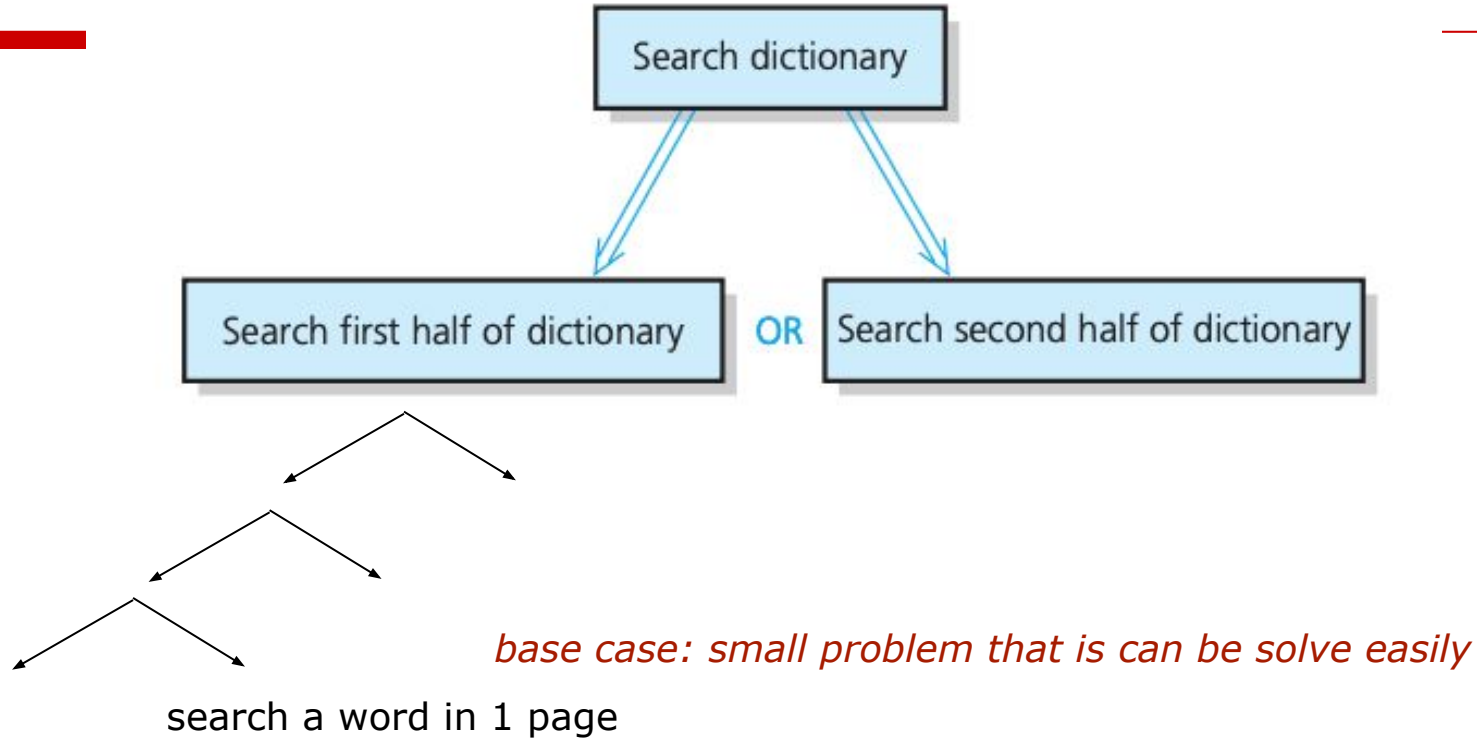 Search dictionary
Search first half of dictionary OR Search second half of dictionary
base case: small problem that is can be solve easily
search a word in 1 page